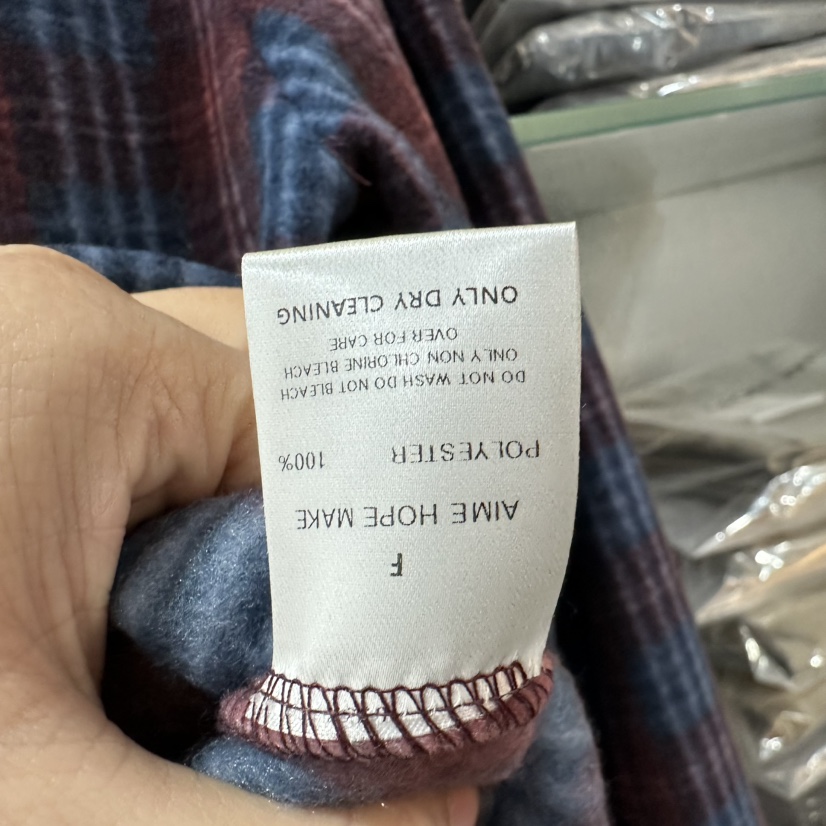 F
AIME HOPE MAKE
POLYESTER 100%
DO NOT WASH DO NOT BLEACH
ONLY NON CHLORINE BLEACH
OVER FOR CARE
ONLY DRY CLEANING